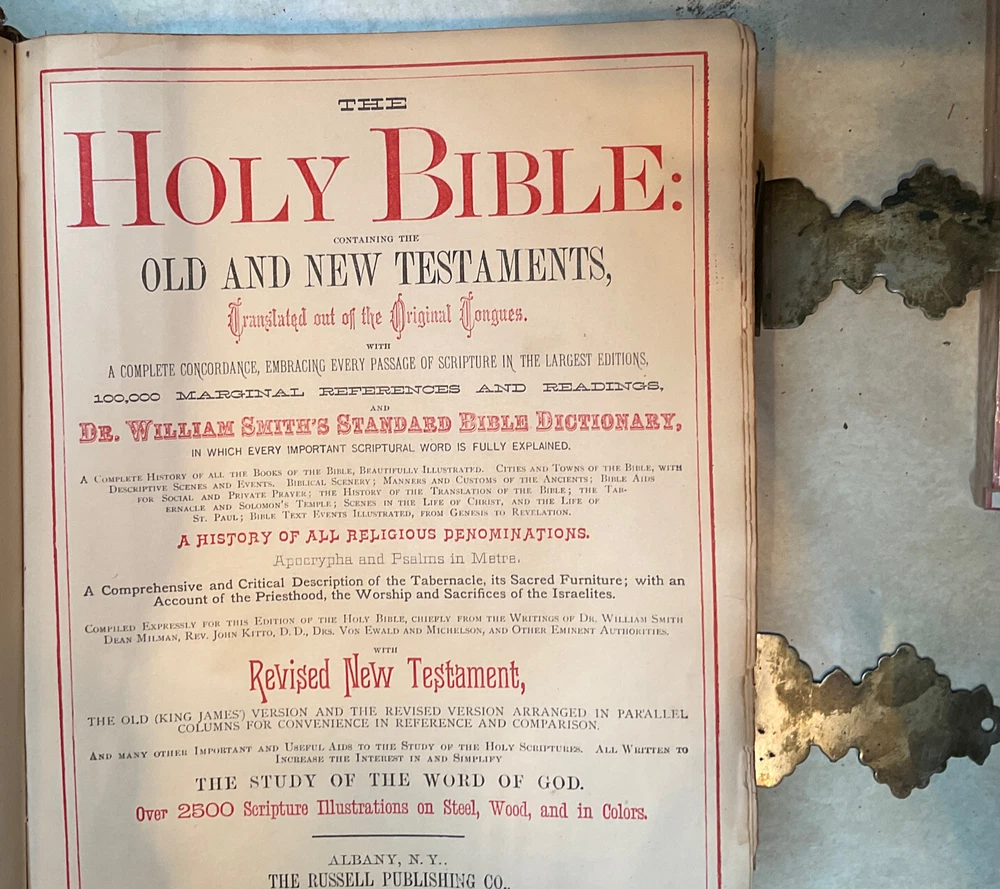 THE
HOLY BIBLE:
CONTAINING THE
OLD AND NEW TESTAMENTS,
Translated out of the Original Tongues.
WITH
A COMPLETE CONCORDANCE, EMBRACING EVERY PASSAGE OF SCRIPTURE IN THE LARGEST EDITIONS,
100,000 MARGINAL REFERENCES AND READINGS,
AND
DR. WILLIAM SMITH'S STANDARD BIBLE DICTIONARY,
IN WHICH EVERY IMPORTANT SCRIPTURAL WORD IS FULLY EXPLAINED.
A COMPLETE HISTORY OF ALL THE BOOKS OF THE BIBLE, BEAUTIFULLY ILLUSTRATED. CITIES AND TOWNS OF THE BIBLE, WITH
DESCRIPTIVE SCENES AND EVENTS. BIBLICAL SCENERY; MANNERS AND CUSTOMS OF THE ANCIENTS; BIBLE AIDS
FOR SOCIAL AND PRIVATE PRAYER; THE HISTORY OF THE TRANSLATION OF THE BIBLE; THE TAB-
ERNACLE AND SOLOMON'S TEMPLE; SCENES IN THE LIFE OF CHRIST, AND THE LIFE OF
ST. PAUL; BIBLE TEXT EVENTS ILLUSTRATED, FROM GENESIS TO REVELATION.
A HISTORY OF ALL RELIGIOUS DENOMINATIONS.
Apocrypha and Psalms in Metre.
A Comprehensive and Critical Description of the Tabernacle, its Sacred Furniture; with an
Account of the Priesthood, the Worship and Sacrifices of the Israelites.
COMPILED EXPRESSLY FOR THIS EDITION OF THE HOLY BIBLE, CHIEFLY FROM THE WRITINGS OF DR. WILLIAM SMITH
DEAN MILMAN, REV. JOHN KITTO, D. D., DRS. VON EWALD AND MICHELSON, AND OTHER EMINENT AUTHORITIES.
WITH
Revised New Testament,
THE OLD (KING JAMES') VERSION AND THE REVISED VERSION ARRANGED IN PARALLEL
COLUMNS FOR CONVENIENCE IN REFERENCE AND COMPARISON,
AND MANY OTHER IMPORTANT AND USEFUL AIDS TO THE STUDY OF THE HOLY SCRIPTURES. ALL WRITTEN TO
INCREASE THE INTEREST IN AND SIMPLIFY
THE STUDY OF THE WORD OF GOD.
Over 2500 Scripture Illustrations on Steel, Wood, and in Colors.
ALBANY, N. Y..
THE RUSSELL PUBLISHING CO.,